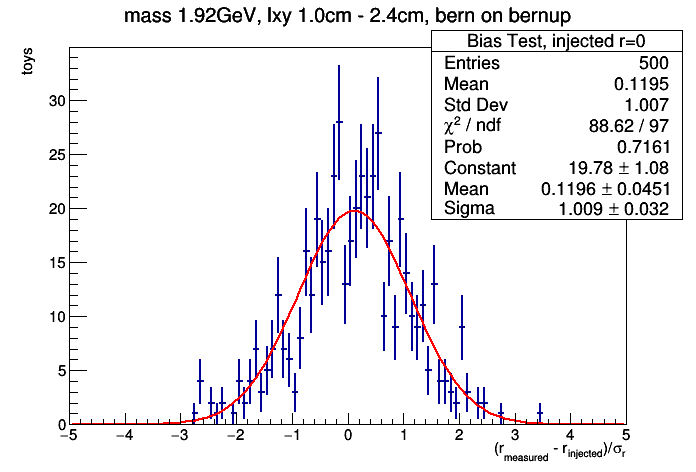 mass 1.92GeV, lxy 1.0cm - 2.4cm, bern on bernup
Bias Test, injected r=0
Entries 500
Mean 0.1195
Std Dev 1.007
χ² / ndf 88.62 / 97
Prob 0.7161
Constant 19.78 ± 1.08
Mean 0.1196 ± 0.0451
Sigma 1.009 ± 0.032
toys
30
25
20
15
10
5
0
−5 −4 −3 −2 −1 0 1 2 3 4 5
(r_measured - r_injected)/σ_r